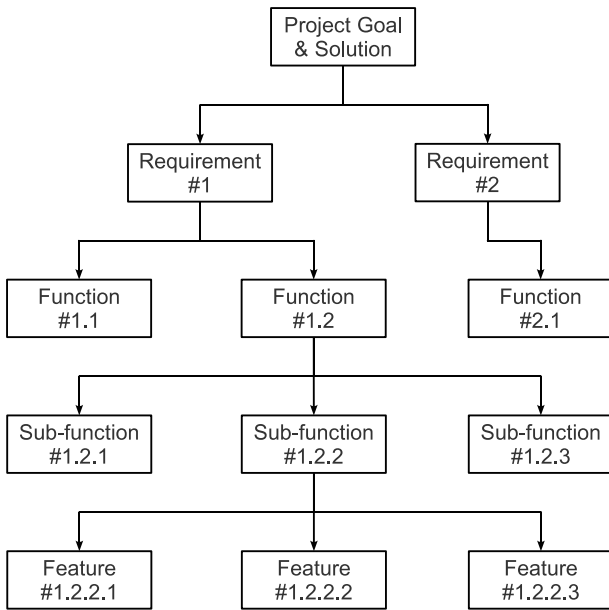 Project Goal
& Solution
Requirement
#1
Requirement
#2
Function
#1.1
Function
#1.2
Function
#2.1
Sub-function
#1.2.1
Sub-function
#1.2.2
Sub-function
#1.2.3
Feature
#1.2.2.1
Feature
#1.2.2.2
Feature
#1.2.2.3